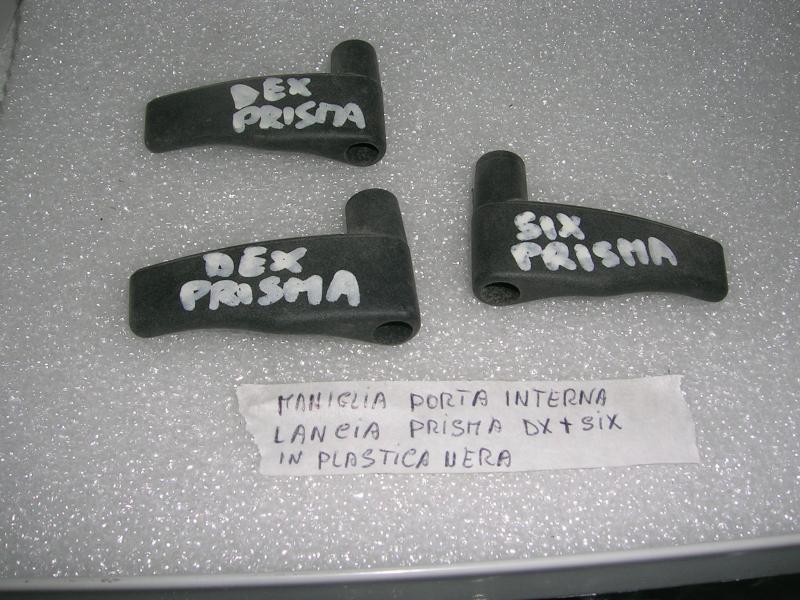 DEX
PRISMA
DEX
PRISMA
SIX
PRISMA
MANIGLIA PORTA INTERNA
LANCIA PRISMA DX + SIX
IN PLASTICA NERA